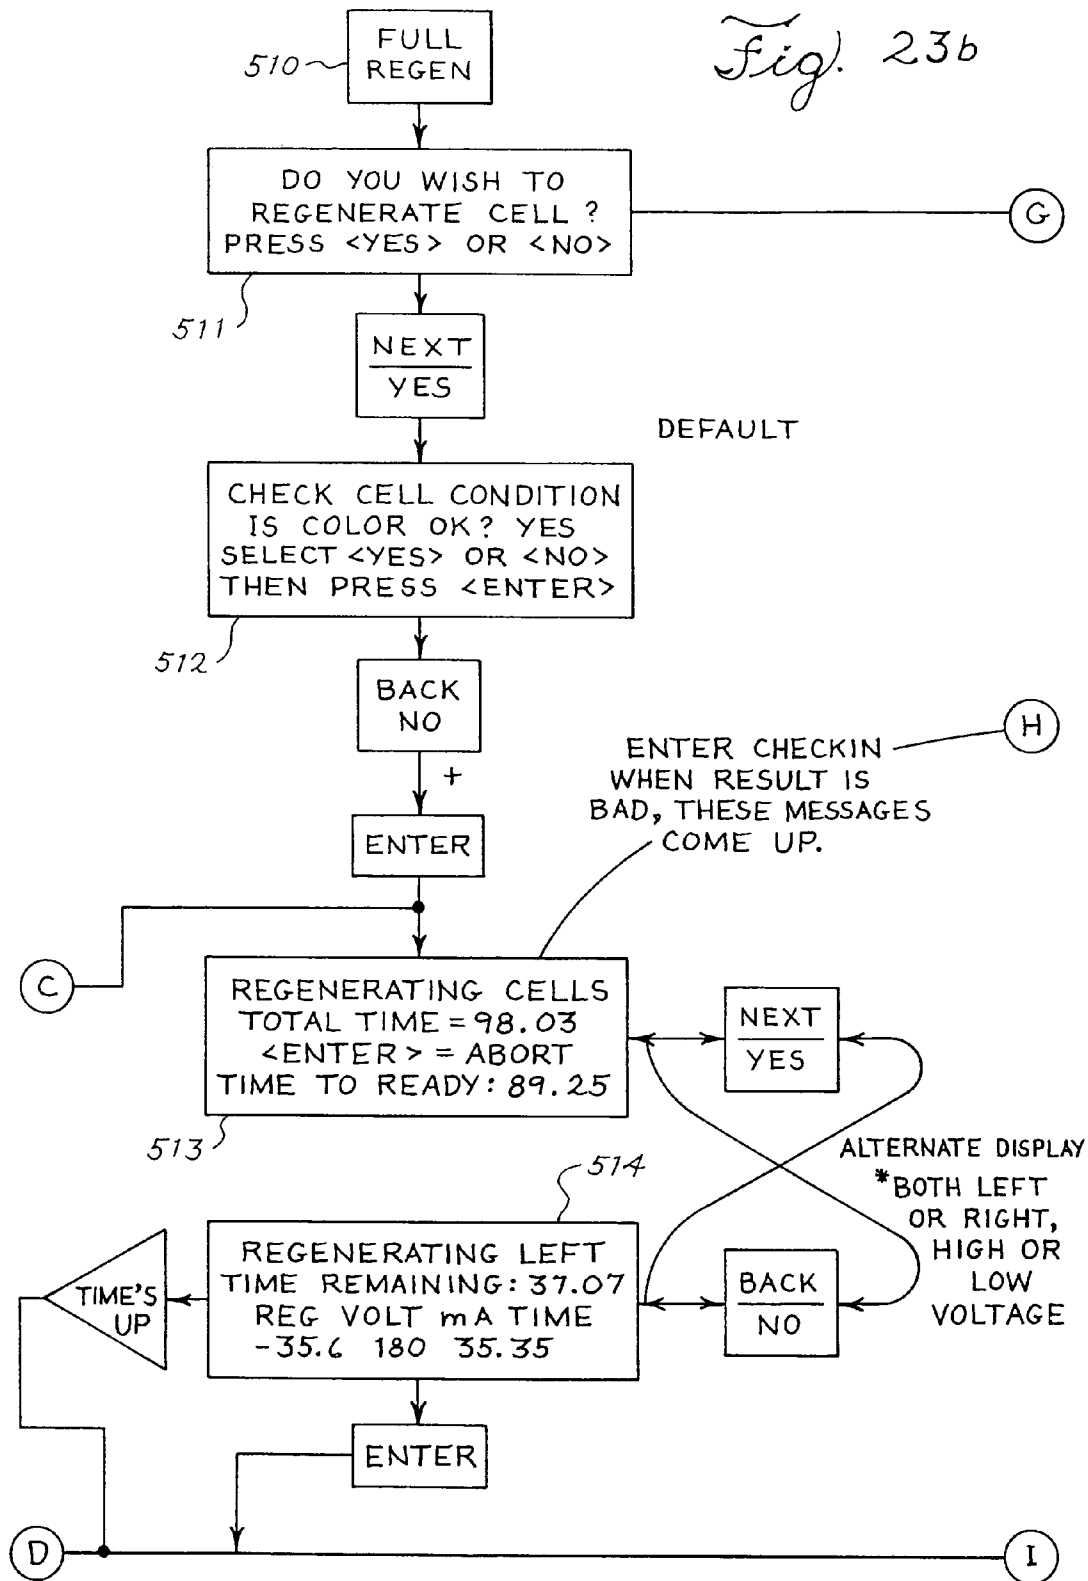 Fig. 23b
FULL
REGEN
510
DO YOU WISH TO
REGENERATE CELL ?
PRESS <YES> OR <NO>
G
511
NEXT
YES
DEFAULT
CHECK CELL CONDITION
IS COLOR OK? YES
SELECT <YES> OR <NO>
THEN PRESS <ENTER>
512
BACK
NO
+
ENTER
H
ENTER CHECKIN
WHEN RESULT IS
BAD, THESE MESSAGES
COME UP.
C
REGENERATING CELLS
TOTAL TIME = 98.03
<ENTER> = ABORT
TIME TO READY: 89.25
513
NEXT
YES
ALTERNATE DISPLAY
*BOTH LEFT
OR RIGHT,
HIGH OR
LOW
VOLTAGE
514
REGENERATING LEFT
TIME REMAINING: 37.07
REG VOLT mA TIME
-35.6 180 35.35
TIME'S
UP
BACK
NO
ENTER
D
I